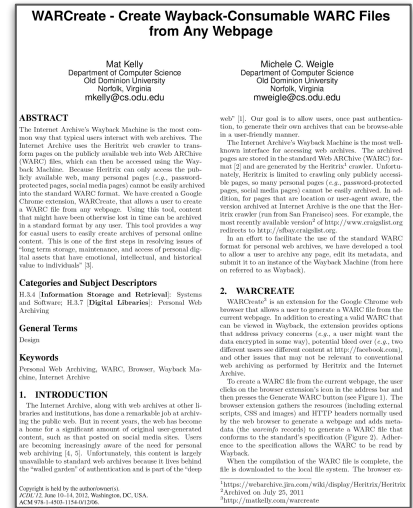 WARCreate - Create Wayback-Consumable WARC Files
from Any Webpage
Mat Kelly
Department of Computer Science
Old Dominion University
Norfolk, Virginia
mkelly@cs.odu.edu
Michele C. Weigle
Department of Computer Science
Old Dominion University
Norfolk, Virginia
mweigle@cs.odu.edu
ABSTRACT
The Internet Archive's Wayback Machine is the most com-
mon way that typical users interact with web archives. The
Internet Archive uses the Heritrix web crawler to trans-
form pages on the publicly available web into Web ARChive
(WARC) files, which can then be accessed using the Way-
back Machine. Because Heritrix can only access the pub-
licly available web, many personal pages (e.g., password-
protected pages, social media pages) cannot be easily archived
into the standard WARC format. We have created a Google
Chrome extension, WARCreate, that allows a user to create
a WARC file from any webpage. Using this tool, content
that might have been otherwise lost in time can be archived
in a standard format by any user. This tool provides a way
for casual users to easily create archives of personal online
content. This is one of the first steps in resolving issues of
"long term storage, maintenance, and access of personal dig-
ital assets that have emotional, intellectual, and historical
value to individuals" [3].
Categories and Subject Descriptors
H.3.4 [Information Storage and Retrieval]: Systems
and Software; H.3.7 [Digital Libraries]: Personal Web
Archiving
General Terms
Design
Keywords
Personal Web Archiving, WARC, Browser, Wayback Ma-
chine, Internet Archive
1. INTRODUCTION
The Internet Archive, along with web archives at other li-
braries and institutions, has done a remarkable job at archiv-
ing the public web. But in recent years, the web has become
a home for a significant amount of original user-generated
content, such as that posted on social media sites. Users
are becoming increasingly aware of the need for personal
web archiving [4, 5]. Unfortunately, this content is largely
unavailable to standard web archives because it lives behind
the "walled garden" of authentication and is part of the "deep
Copyright is held by the author/owner(s).
JCDL'12, June 10–14, 2012, Washington, DC, USA.
ACM 978-1-4503-1154-0/12/06.
web" [1]. Our goal is to allow users, once past authentica-
tion, to generate their own archives that can be browse-able
in a user-friendly manner.
The Internet Archive's Wayback Machine is the most well-
known interface for accessing web archives. The archived
pages are stored in the standard Web ARChive (WARC) for-
mat [2] and are generated by the Heritrix¹ crawler. Unfortu-
nately, Heritrix is limited to crawling only publicly accessi-
ble pages, so many personal pages (e.g., password-protected
pages, social media pages) cannot be easily archived. In ad-
dition, for pages that are location or user-agent aware, the
version archived at Internet Archive is the one that the Her-
itrix crawler (run from San Francisco) sees. For example, the
most recently available version² of http://www.craigslist.org
redirects to http://sfbay.craigslist.org.
In an effort to facilitate the use of the standard WARC
format for personal web archives, we have developed a tool
to allow a user to archive any page, edit its metadata, and
submit it to an instance of the Wayback Machine (from here
on referred to as Wayback).
2. WARCREATE
WARCreate³ is an extension for the Google Chrome web
browser that allows a user to generate a WARC file from the
current webpage. In addition to creating a valid WARC that
can be viewed in Wayback, the extension provides options
that address privacy concerns (e.g., a user might want the
data encrypted in some way), potential bleed over (e.g., two
different users see different content at http://facebook.com),
and other issues that may not be relevant to conventional
web archiving as performed by Heritrix and the Internet
Archive.
To create a WARC file from the current webpage, the user
clicks on the browser extension's icon in the address bar and
then presses the Generate WARC button (see Figure 1). The
browser extension gathers the resources (including external
scripts, CSS and images) and HTTP headers normally used
by the web browser to generate a webpage and adds meta-
data (the warcinfo records) to generate a WARC file that
conforms to the standard's specification (Figure 2). Adher-
ence to the specification allows the WARC to be read by
Wayback.
When the compilation of the WARC file is complete, the
file is downloaded to the local file system. The browser ex-
¹https://webarchive.jira.com/wiki/display/Heritrix/Heritrix
²Archived on July 25, 2011
³http://matkelly.com/warcreate